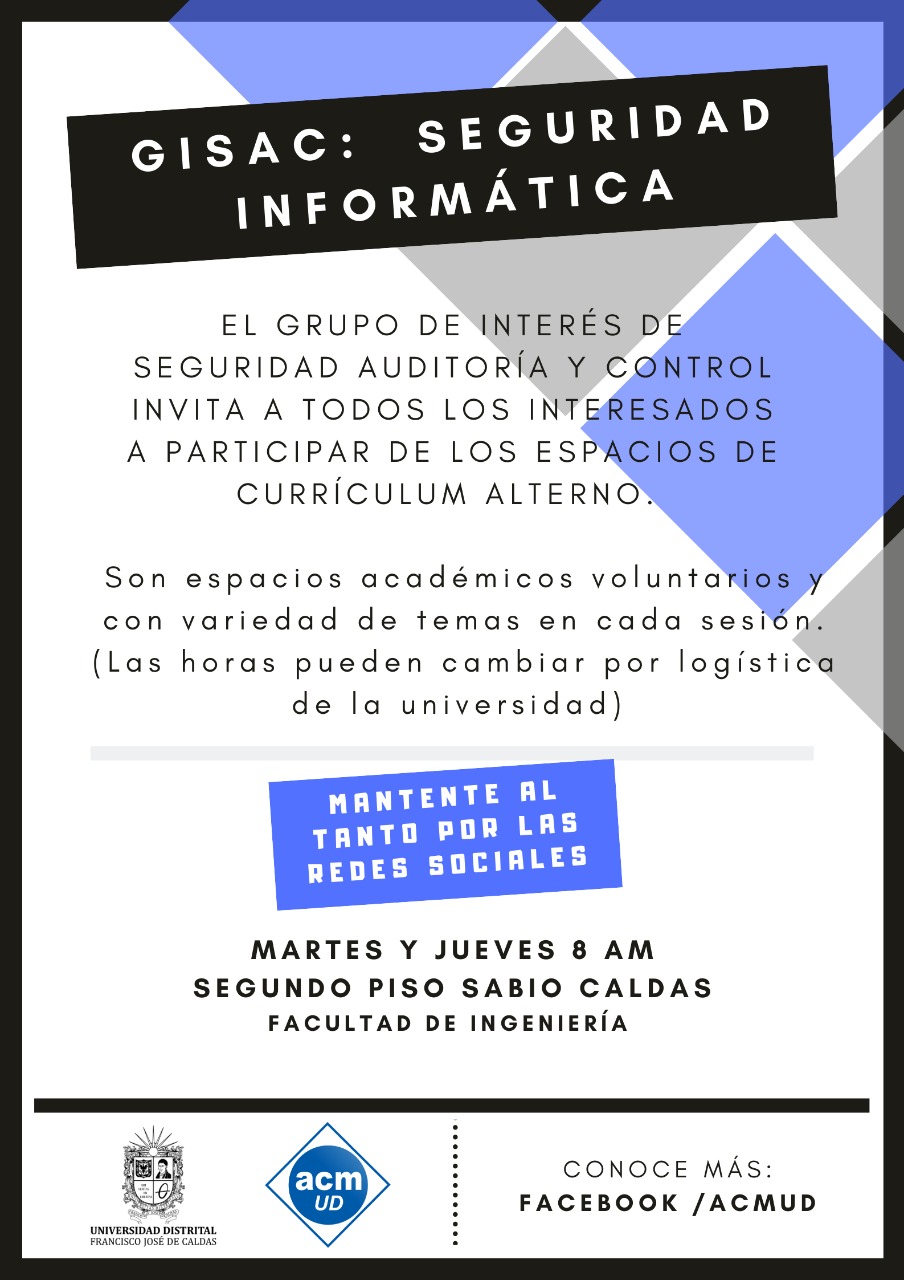 GISAC: SEGURIDAD
INFORMÁTICA
EL GRUPO DE INTERÉS DE
SEGURIDAD AUDITORÍA Y CONTROL
INVITA A TODOS LOS INTERESADOS
A PARTICIPAR DE LOS ESPACIOS DE
CURRÍCULUM ALTERNO.
Son espacios académicos voluntarios y
con variedad de temas en cada sesión.
(Las horas pueden cambiar por logística
de la universidad)
MANTENTE AL
TANTO POR LAS
REDES SOCIALES
MARTES Y JUEVES 8 AM
SEGUNDO PISO SABIO CALDAS
FACULTAD DE INGENIERÍA
UNIVERSIDAD DISTRITAL
FRANCISCO JOSÉ DE CALDAS
acm
UD
CONOCE MÁS:
FACEBOOK /ACMUD